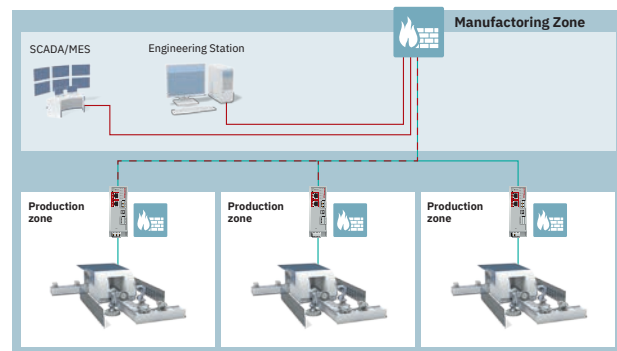 Manufactoring Zone
SCADA/MES
Engineering Station
Production
zone
Production
zone
Production
zone